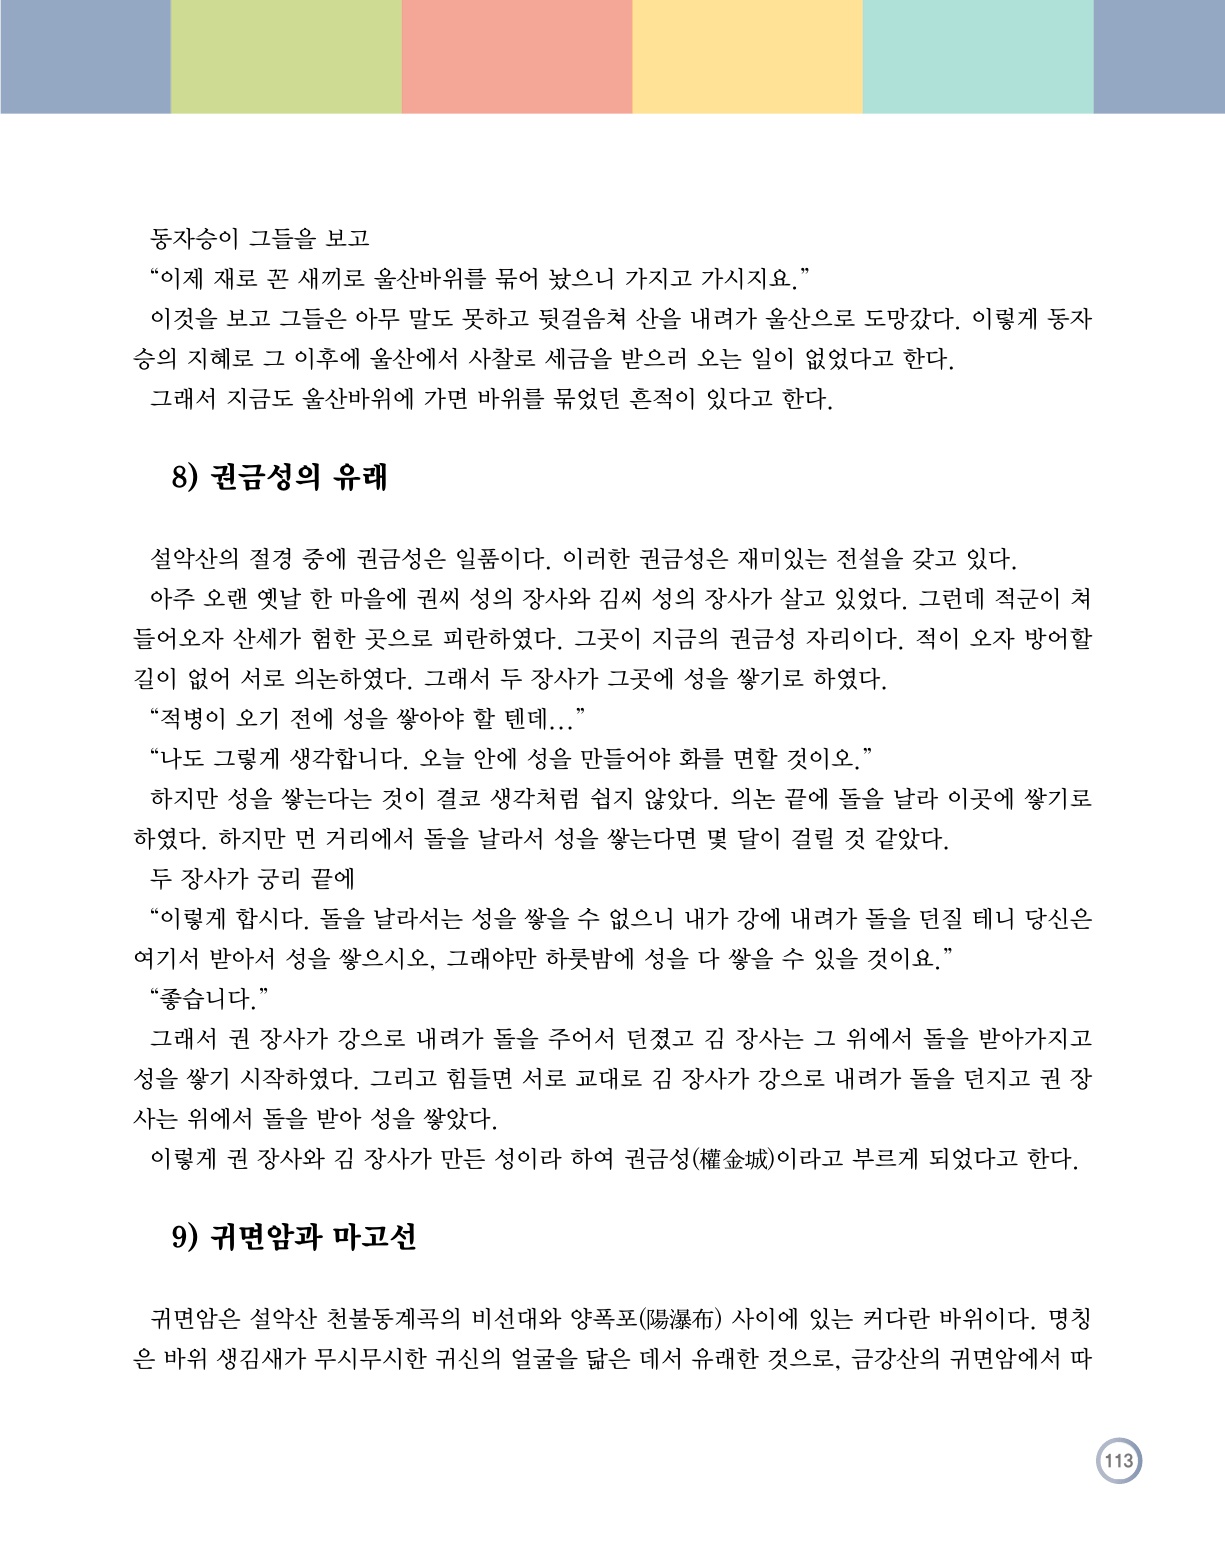 동자승이 그들을 보고
“이제 재로 꼰 새끼로 울산바위를 묶어 놨으니 가지고 가시지요.”
이것을 보고 그들은 아무 말도 못하고 뒷걸음쳐 산을 내려가 울산으로 도망갔다. 이렇게 동자
승의 지혜로 그 이후에 울산에서 사찰로 세금을 받으러 오는 일이 없었다고 한다.
그래서 지금도 울산바위에 가면 바위를 묶었던 흔적이 있다고 한다.
8) 권금성의 유래
설악산의 절경 중에 권금성은 일품이다. 이러한 권금성은 재미있는 전설을 갖고 있다.
아주 오랜 옛날 한 마을에 권씨 성의 장사와 김씨 성의 장사가 살고 있었다. 그런데 적군이 쳐
들어오자 산세가 험한 곳으로 피란하였다. 그곳이 지금의 권금성 자리이다. 적이 오자 방어할
길이 없어 서로 의논하였다. 그래서 두 장사가 그곳에 성을 쌓기로 하였다.
“적병이 오기 전에 성을 쌓아야 할 텐데...”
“나도 그렇게 생각합니다. 오늘 안에 성을 만들어야 화를 면할 것이오.”
하지만 성을 쌓는다는 것이 결코 생각처럼 쉽지 않았다. 의논 끝에 돌을 날라 이곳에 쌓기로
하였다. 하지만 먼 거리에서 돌을 날라서 성을 쌓는다면 몇 달이 걸릴 것 같았다.
두 장사가 궁리 끝에
“이렇게 합시다. 돌을 날라서는 성을 쌓을 수 없으니 내가 강에 내려가 돌을 던질 테니 당신은
여기서 받아서 성을 쌓으시오, 그래야만 하룻밤에 성을 다 쌓을 수 있을 것이요.”
“좋습니다.”
그래서 권 장사가 강으로 내려가 돌을 주어서 던졌고 김 장사는 그 위에서 돌을 받아가지고
성을 쌓기 시작하였다. 그리고 힘들면 서로 교대로 김 장사가 강으로 내려가 돌을 던지고 권 장
사는 위에서 돌을 받아 성을 쌓았다.
이렇게 권 장사와 김 장사가 만든 성이라 하여 권금성(權金城)이라고 부르게 되었다고 한다.
9) 귀면암과 마고선
귀면암은 설악산 천불동계곡의 비선대와 양폭포(陽瀑布) 사이에 있는 커다란 바위이다. 명칭
은 바위 생김새가 무시무시한 귀신의 얼굴을 닮은 데서 유래한 것으로, 금강산의 귀면암에서 따
113